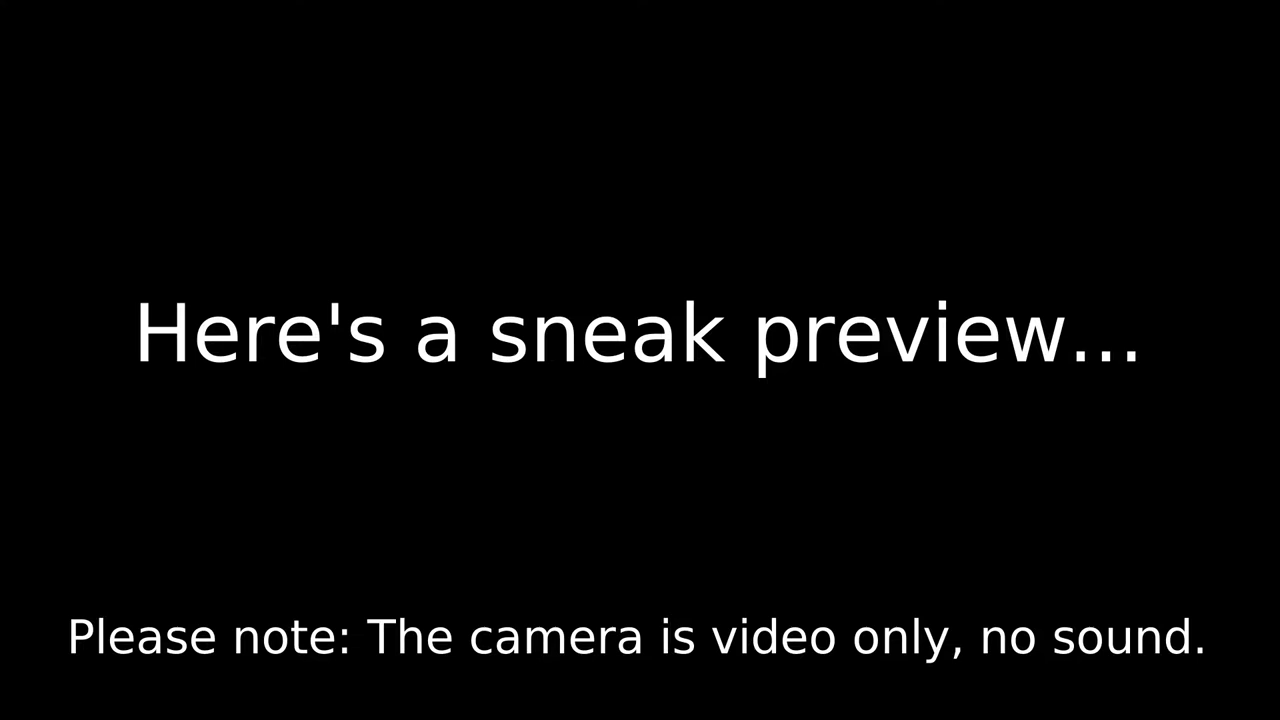 Here's a sneak preview...
Please note: The camera is video only, no sound.